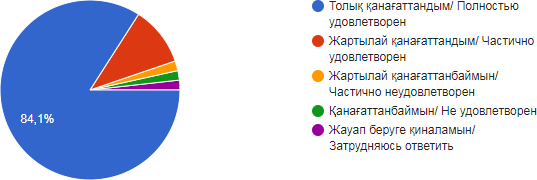 Толық қанағаттандым/ Полностью
удовлетворен
Жартылай қанағаттандым/ Частично
удовлетворен
Жартылай қанағаттанбаймын/
Частично неудовлетворен
Қанағаттанбаймын/ Не удовлетворен
Жауап беруге қиналамын/
Затрудняюсь ответить
84,1%